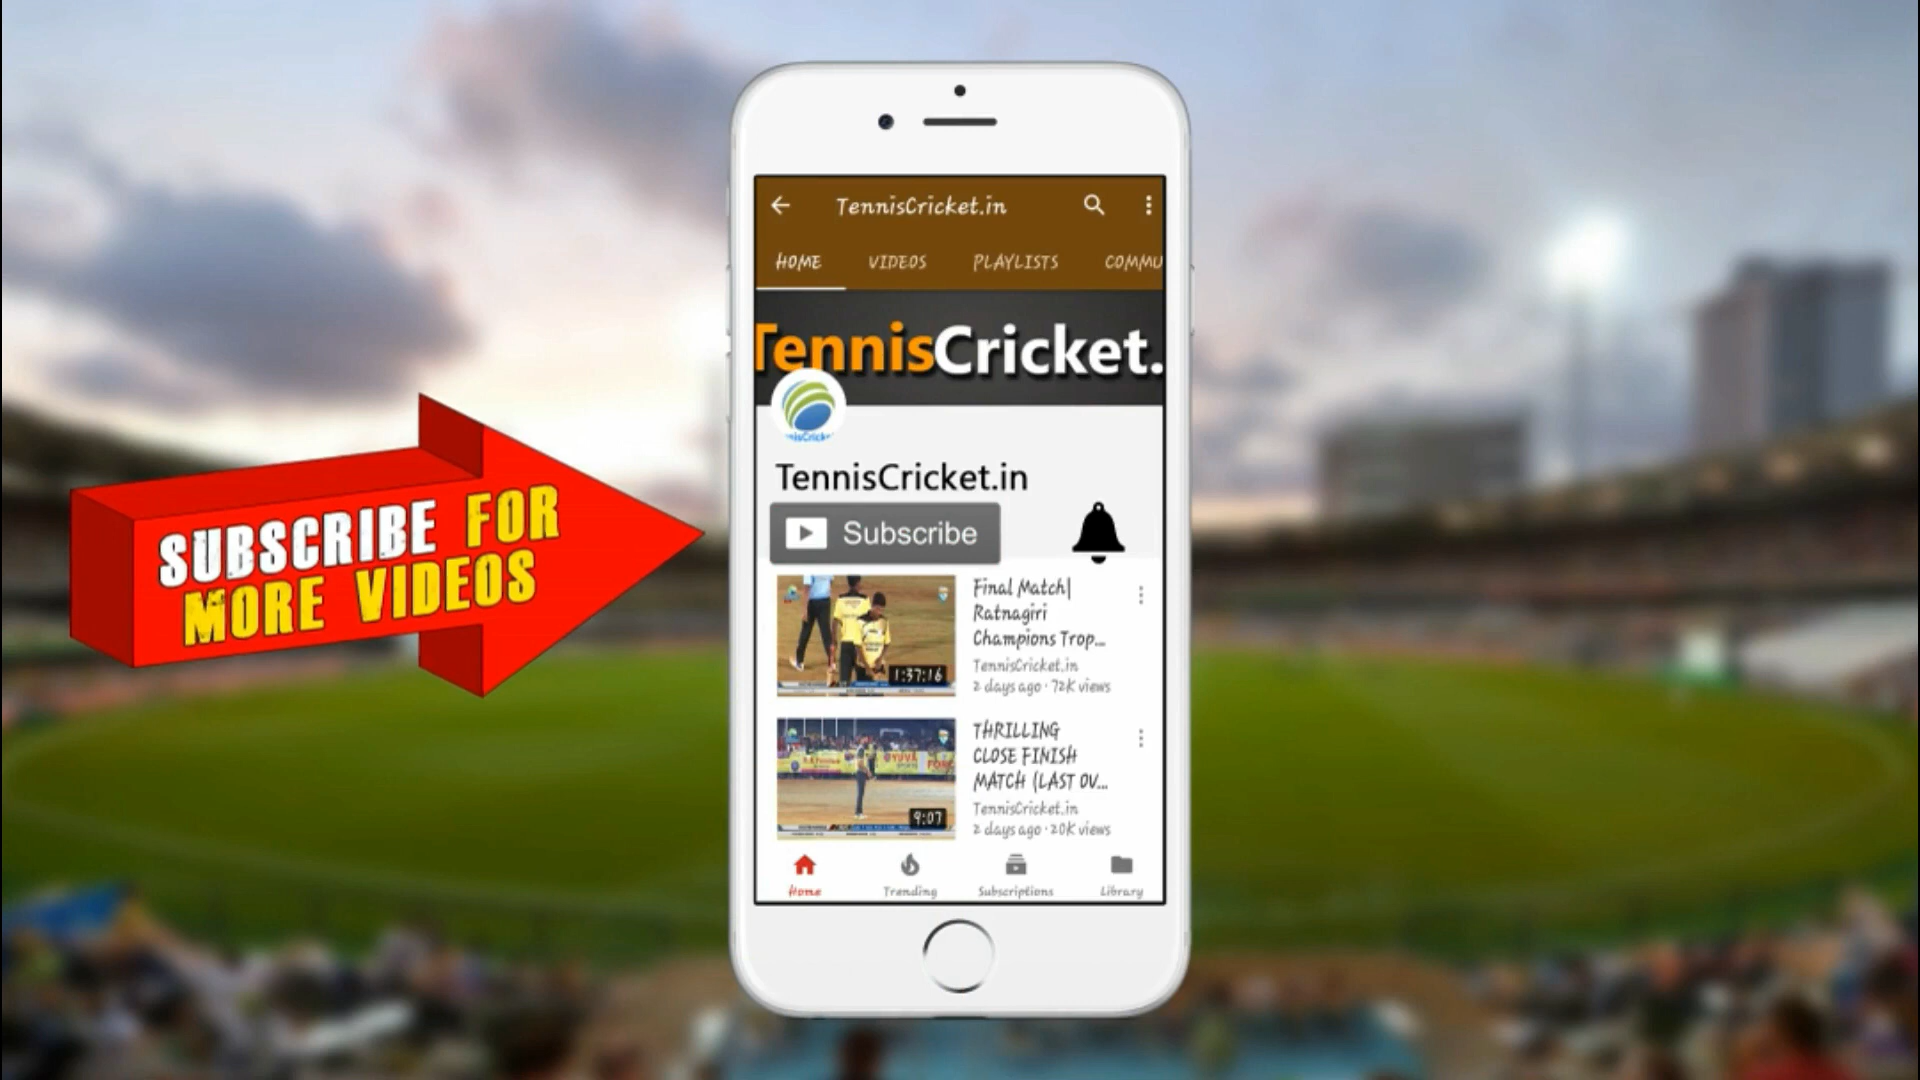 SUBSCRIBE FOR
MORE VIDEOS
TennisCricket.in
HOME VIDEOS PLAYLISTS COMMU
TennisCricket.
TennisCricket.in
Subscribe
Final Match|
Ratnagiri
Champions Trop...
TennisCricket.in
2 days ago · 72K views
1:37:16
THRILLING
CLOSE FINISH
MATCH (LAST OV...
TennisCricket.in
2 days ago · 20K views
YUVA
9:07
Home Trending Subscriptions Library